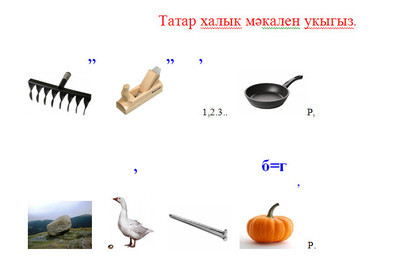 Татар халык мәкален укыгыз.
,, ,, ,
1,2.3.. Р,
, б=г
,
Р.